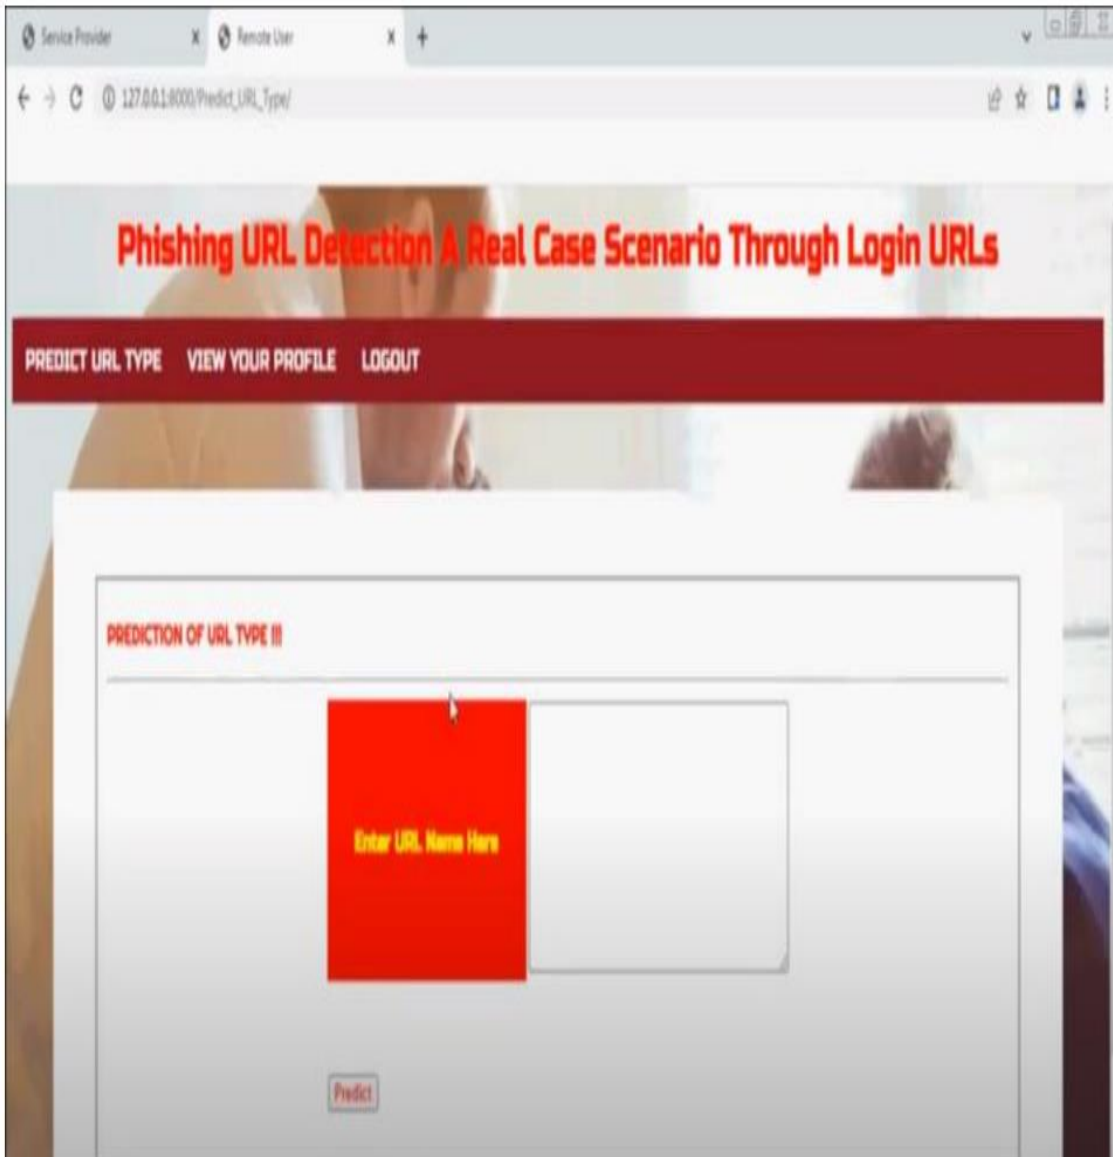 Service Provider X Remote User X +
127.0.0.1:8000/Predict_URL_Type/
Phishing URL Detection A Real Case Scenario Through Login URLs
PREDICT URL TYPE VIEW YOUR PROFILE LOGOUT
PREDICTION OF URL TYPE !!!
Enter URL Name Here
Predict